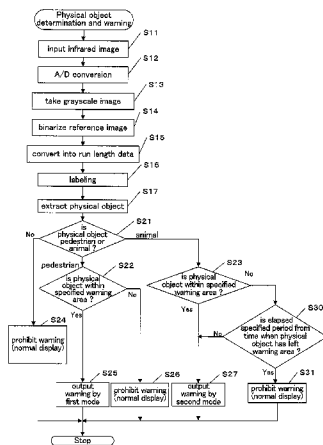 Physical object
determination and warning
S11
input infrared image
S12
A/D conversion
S13
take grayscale image
S14
binarize reference image
S15
convert into run length data
S16
labeling
S17
extract physical object
S21
is
physical object
pedestrian or
animal ?
No
animal
pedestrian
S22
is physical
object within
specified warning
area ?
No
Yes
S23
is physical
object within specified
warning area ?
No
Yes
S30
is elapsed
specified period from
time when physical
object has left
warning area ?
No
Yes
S24
prohibit warning
(normal display)
S25
output
warning by
first mode
S26
prohibit warning
(normal display)
S27
output
warning by
second mode
S31
prohibit warning
(normal display)
Stop